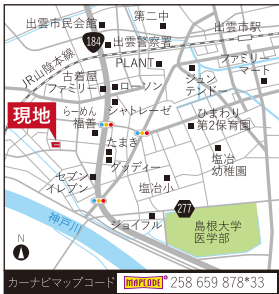 出雲市民会館
第二中
出雲市駅
184
出雲警察署
JR山陰本線
PLANT
ファミリー
マート
古着屋
ファミリー
ローソン
ジュン
テンドー
現地
らーめん
福善
シャトレーゼ
ひまわり
第2保育園
たまき
グッディー
塩冶
幼稚園
セブン
イレブン
塩冶小
277
神戸川
ジョイフル
島根大学
医学部
N
カーナビマップコード MAPCODE® 258 659 878*33